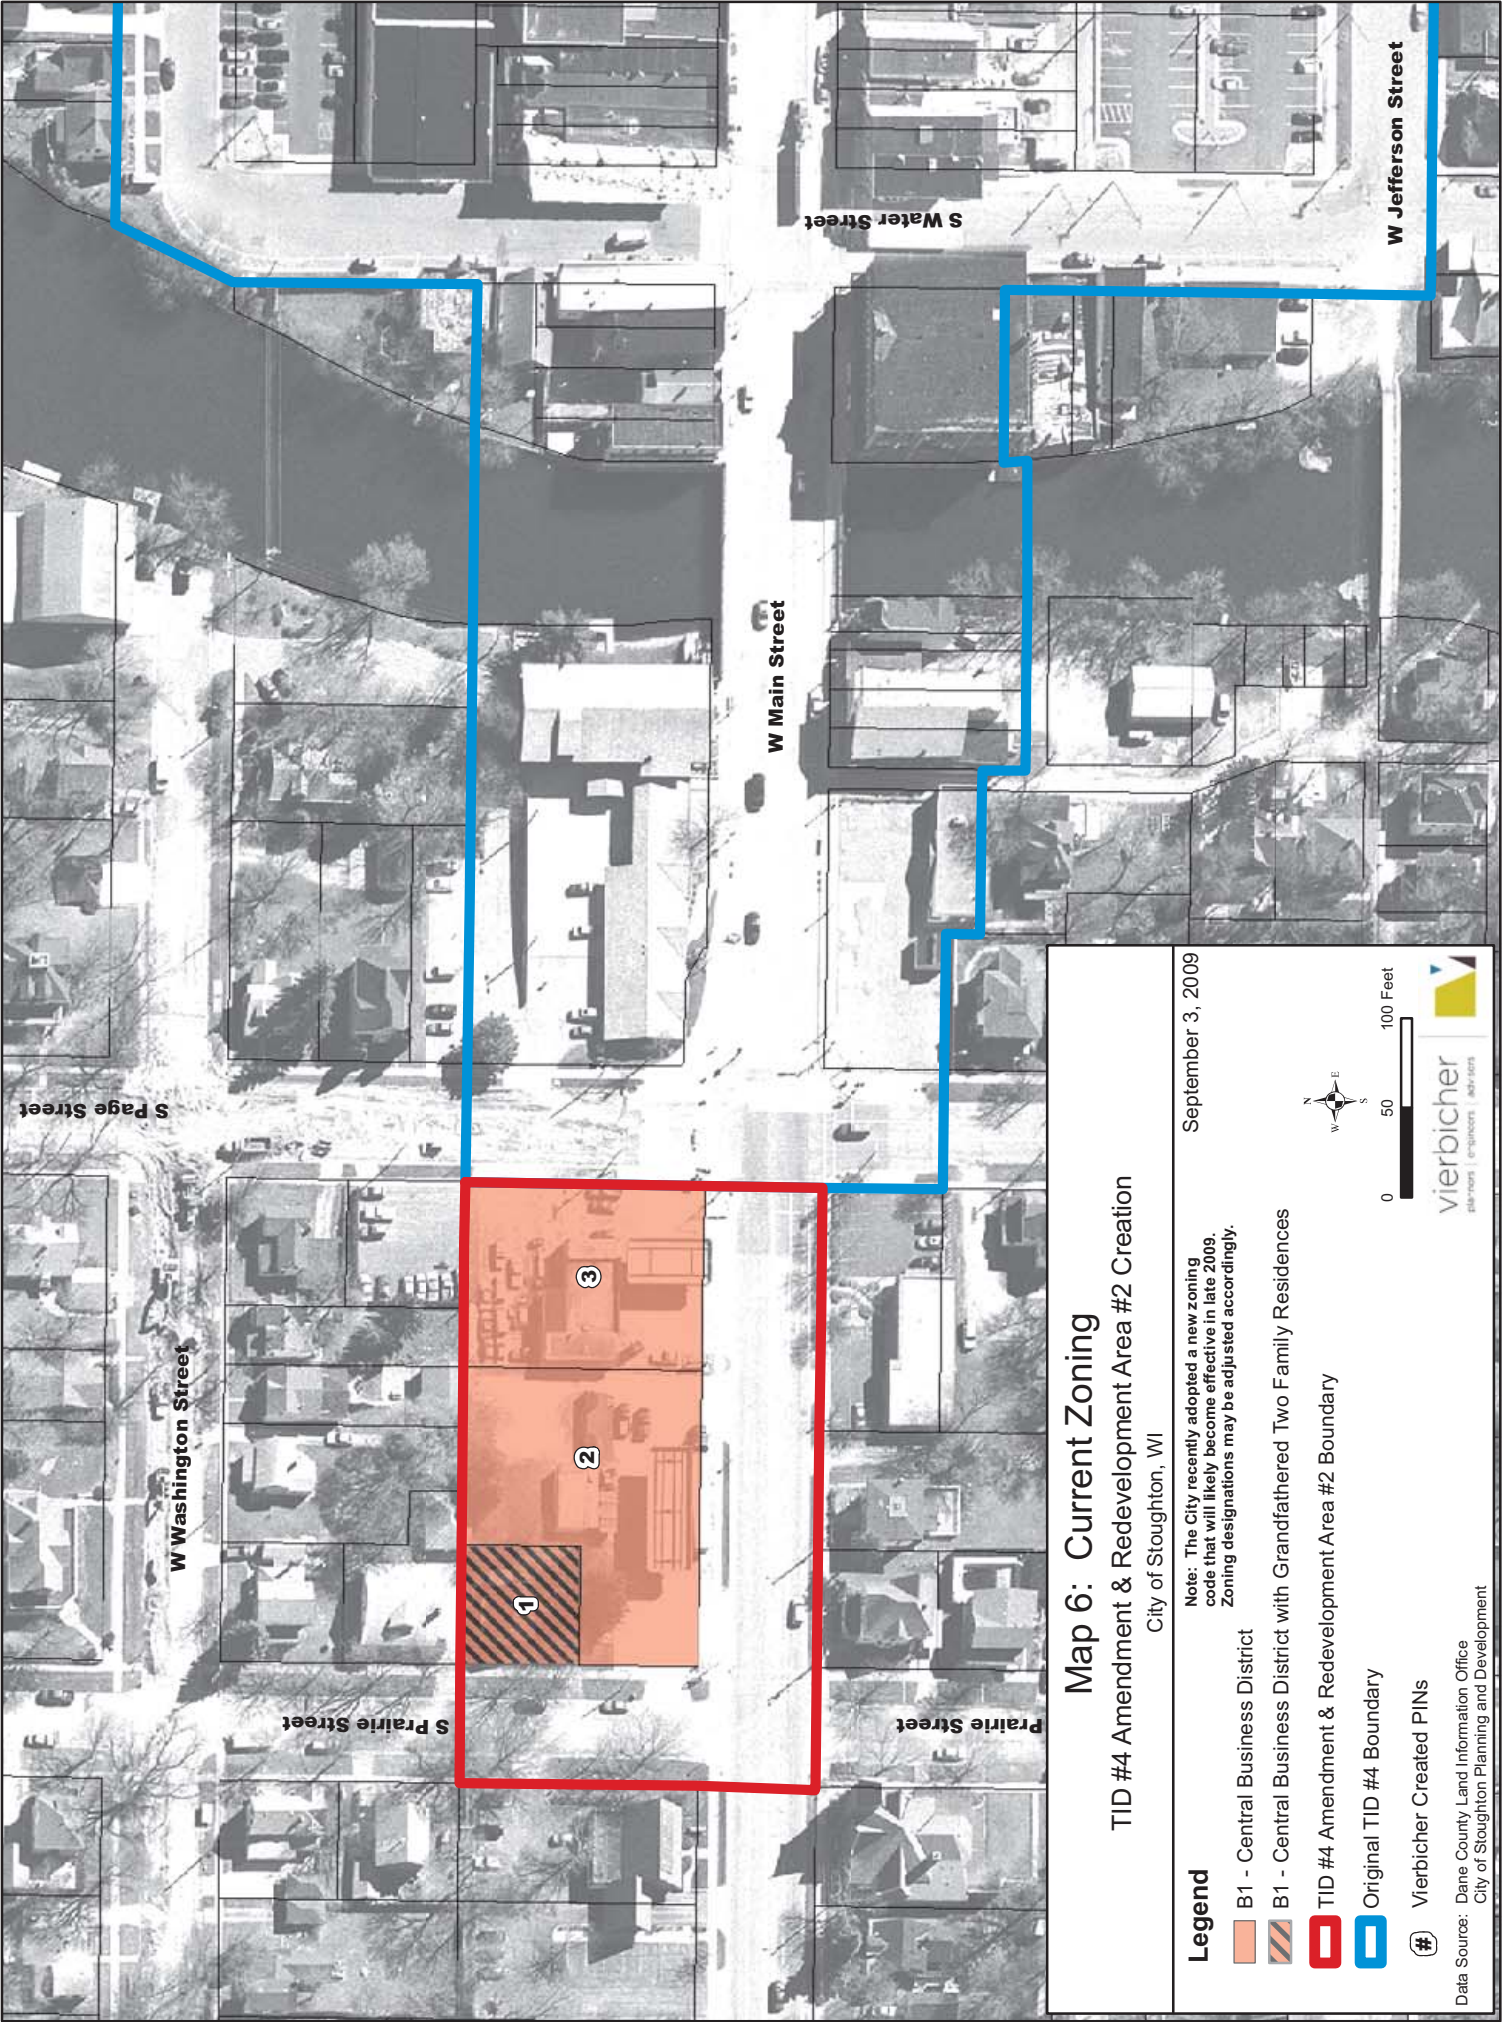 W Washington Street
S Page Street
S Prairie Street
Prairie Street
W Main Street
S Water Street
W Jefferson Street
1
2
3
Map 6: Current Zoning
TID #4 Amendment & Redevelopment Area #2 Creation
City of Stoughton, WI
Legend
B1 - Central Business District
B1 - Central Business District with Grandfathered Two Family Residences
TID #4 Amendment & Redevelopment Area #2 Boundary
Original TID #4 Boundary
# Vierbicher Created PINs
Note: The City recently adopted a new zoning
code that will likely become effective in late 2009.
Zoning designations may be adjusted accordingly.
September 3, 2009
N
W E
S
0 50 100 Feet
vierbicher
planners | engineers | advisors
Data Source: Dane County Land Information Office
City of Stoughton Planning and Development